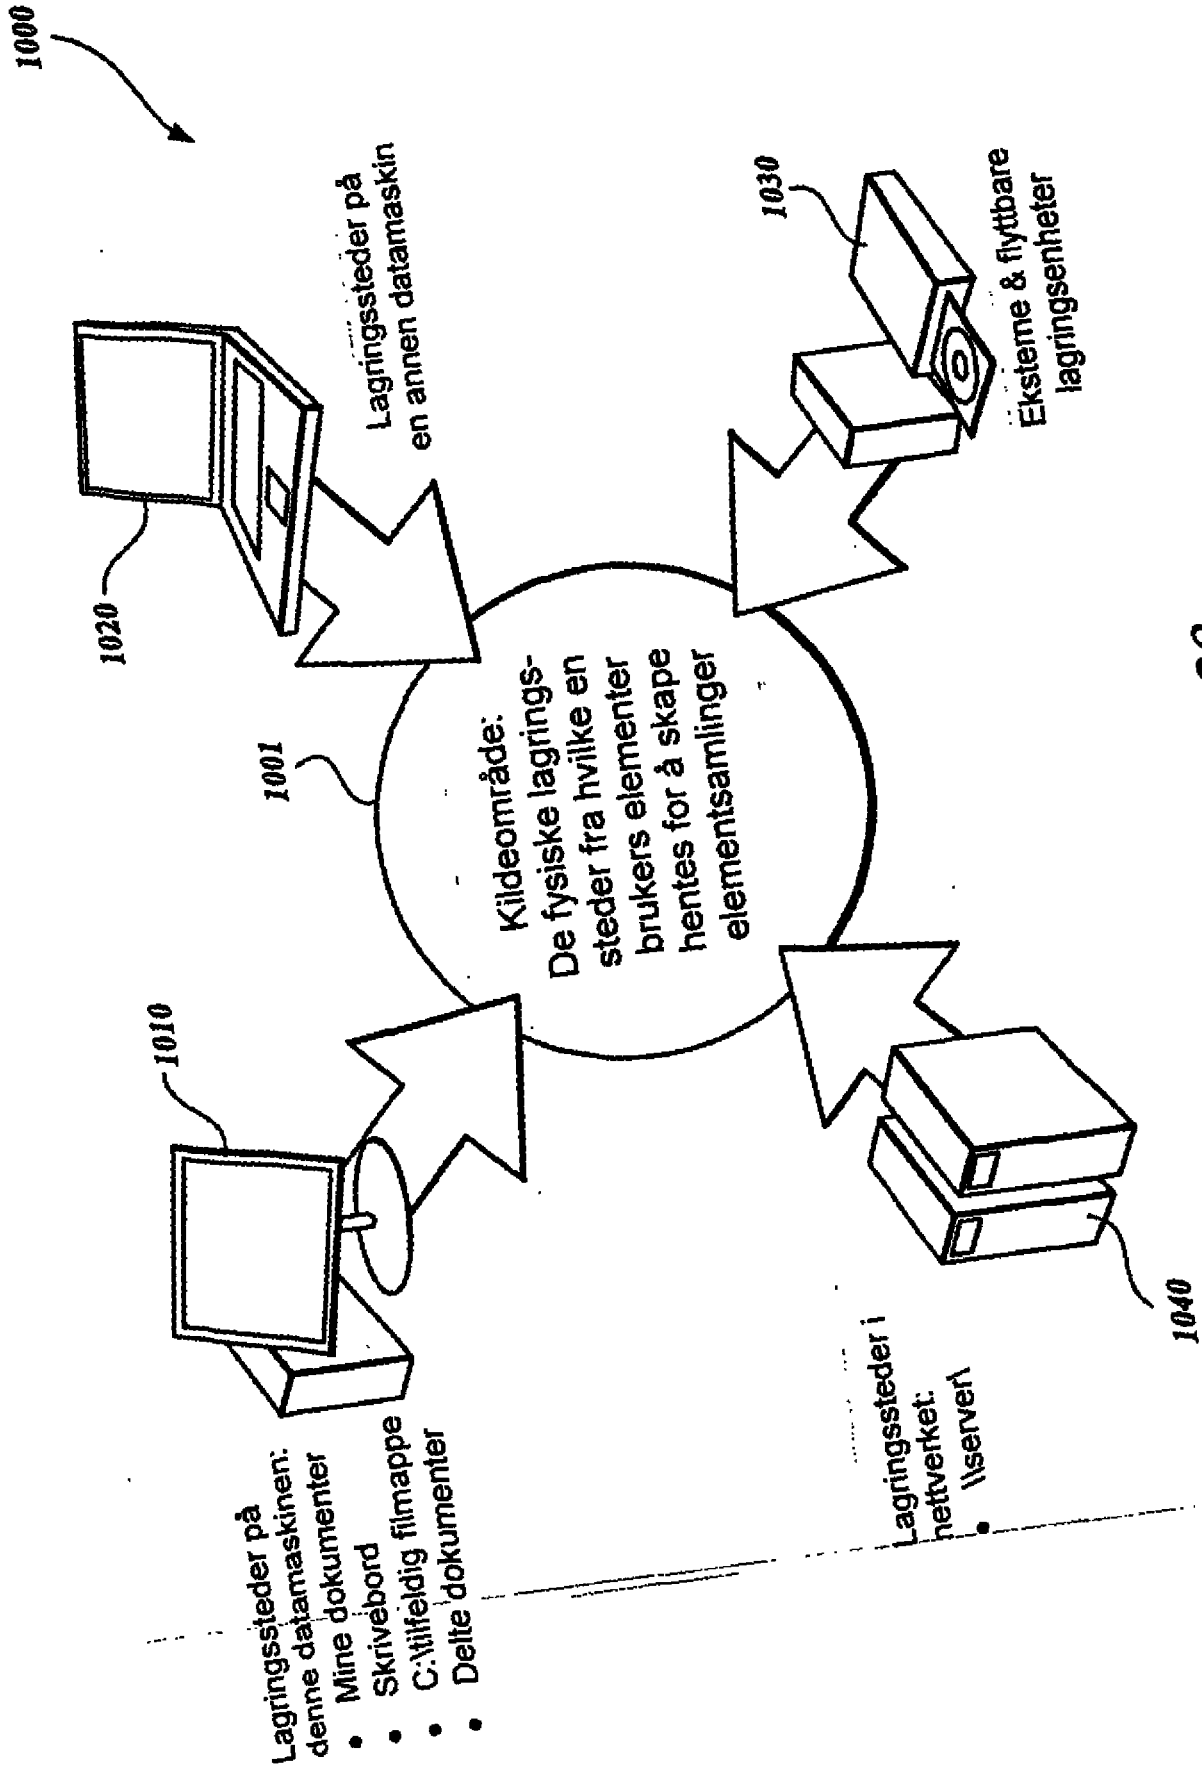 1000
1010
1020
Lagringssteder på
denne datamaskinen:
• Mine dokumenter
• Skrivebord
• C:\tilfeldig filmappe
• Delte dokumenter
Lagringssteder på
en annen datamaskin
1001
Kildeområde:
De fysiske lagrings-
steder fra hvilke en
brukers elementer
hentes for å skape
elementsamlinger
1030
Eksterne & flyttbare
lagringsenheter
Lagringssteder i
nettverket:
• \\server\
1040